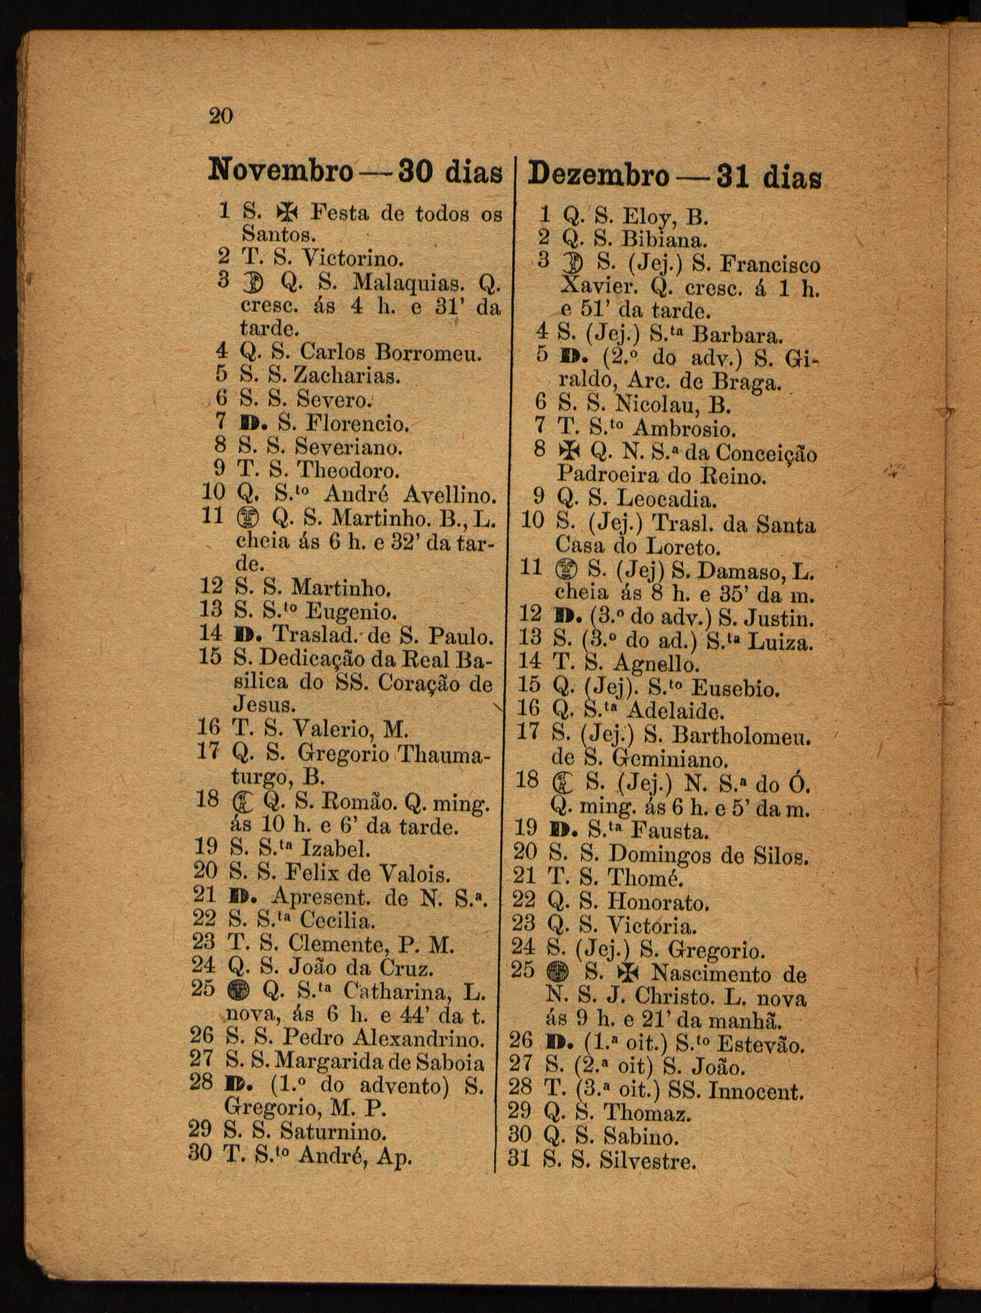 20
Novembro — 30 dias
1 S. ✠ Festa de todos os
Santos.
2 T. S. Victorino.
3 ☽ Q. S. Malaquias. Q.
cresc. ás 4 h. e 31' da
tarde.
4 Q. S. Carlos Borromeu.
5 S. S. Zacharias.
6 S. S. Severo.
7 D. S. Florencio.
8 S. S. Severiano.
9 T. S. Theodoro.
10 Q. S.to André Avellino.
11 Q. S. Martinho. B., L.
cheia ás 6 h. e 32' da tar-
de.
12 S. S. Martinho.
13 S. S.to Eugenio.
14 D. Traslad. de S. Paulo.
15 S. Dedicação da Real Ba-
silica do SS. Coração de
Jesus.
16 T. S. Valerio, M.
17 Q. S. Gregorio Thauma-
turgo, B.
18 ☾ Q. S. Romão. Q. ming.
ás 10 h. e 6' da tarde.
19 S. S.ta Izabel.
20 S. S. Felix de Valois.
21 D. Apresent. de N. S.ª.
22 S. S.ta Cecilia.
23 T. S. Clemente, P. M.
24 Q. S. João da Cruz.
25 Q. S.ta Catharina, L.
nova, ás 6 h. e 44' da t.
26 S. S. Pedro Alexandrino.
27 S. S. Margarida de Saboia
28 D. (1.º do advento) S.
Gregorio, M. P.
29 S. S. Saturnino.
30 T. S.to André, Ap.
Dezembro — 31 dias
1 Q. S. Eloy, B.
2 Q. S. Bibiana.
3 ☽ S. (Jej.) S. Francisco
Xavier. Q. cresc. á 1 h.
e 51' da tarde.
4 S. (Jej.) S.ta Barbara.
5 D. (2.º do adv.) S. Gi-
raldo, Arc. de Braga.
6 S. S. Nicolau, B.
7 T. S.to Ambrosio.
8 ✠ Q. N. S.ª da Conceição
Padroeira do Reino.
9 Q. S. Leocadia.
10 S. (Jej.) Trasl. da Santa
Casa do Loreto.
11 S. (Jej) S. Damaso, L.
cheia ás 8 h. e 35' da m.
12 D. (3.º do adv.) S. Justin.
13 S. (3.º do ad.) S.ta Luiza.
14 T. S. Agnello.
15 Q. (Jej). S.to Eusebio.
16 Q. S.ta Adelaide.
17 S. (Jej.) S. Bartholomeu.
de S. Geminiano.
18 ☾ S. (Jej.) N. S.ª do Ó.
Q. ming. ás 6 h. e 5' da m.
19 D. S.ta Fausta.
20 S. S. Domingos de Silos.
21 T. S. Thomé.
22 Q. S. Honorato.
23 Q. S. Victoria.
24 S. (Jej.) S. Gregorio.
25 S. ✠ Nascimento de
N. S. J. Christo. L. nova
ás 9 h. e 21' da manhã.
26 D. (1.ª oit.) S.to Estevão.
27 S. (2.ª oit) S. João.
28 T. (3.ª oit.) SS. Innocent.
29 Q. S. Thomaz.
30 Q. S. Sabino.
31 S. S. Silvestre.